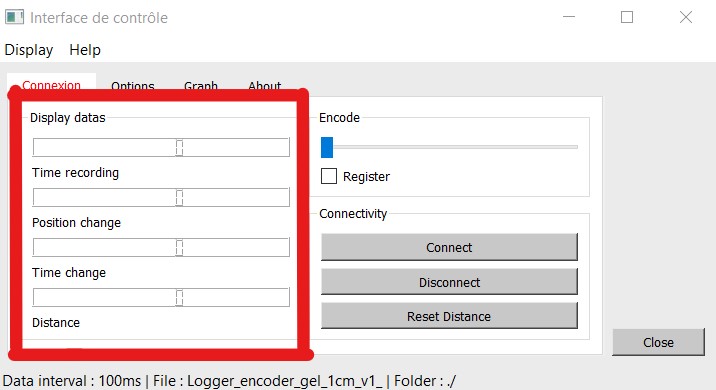 Interface de contrôle
Display Help
Connexion Options Graph About
Display datas
Time recording
Position change
Time change
Distance
Encode
Register
Connectivity
Connect
Disconnect
Reset Distance
Close
Data interval : 100ms | File : Logger_encoder_gel_1cm_v1_ | Folder : ./